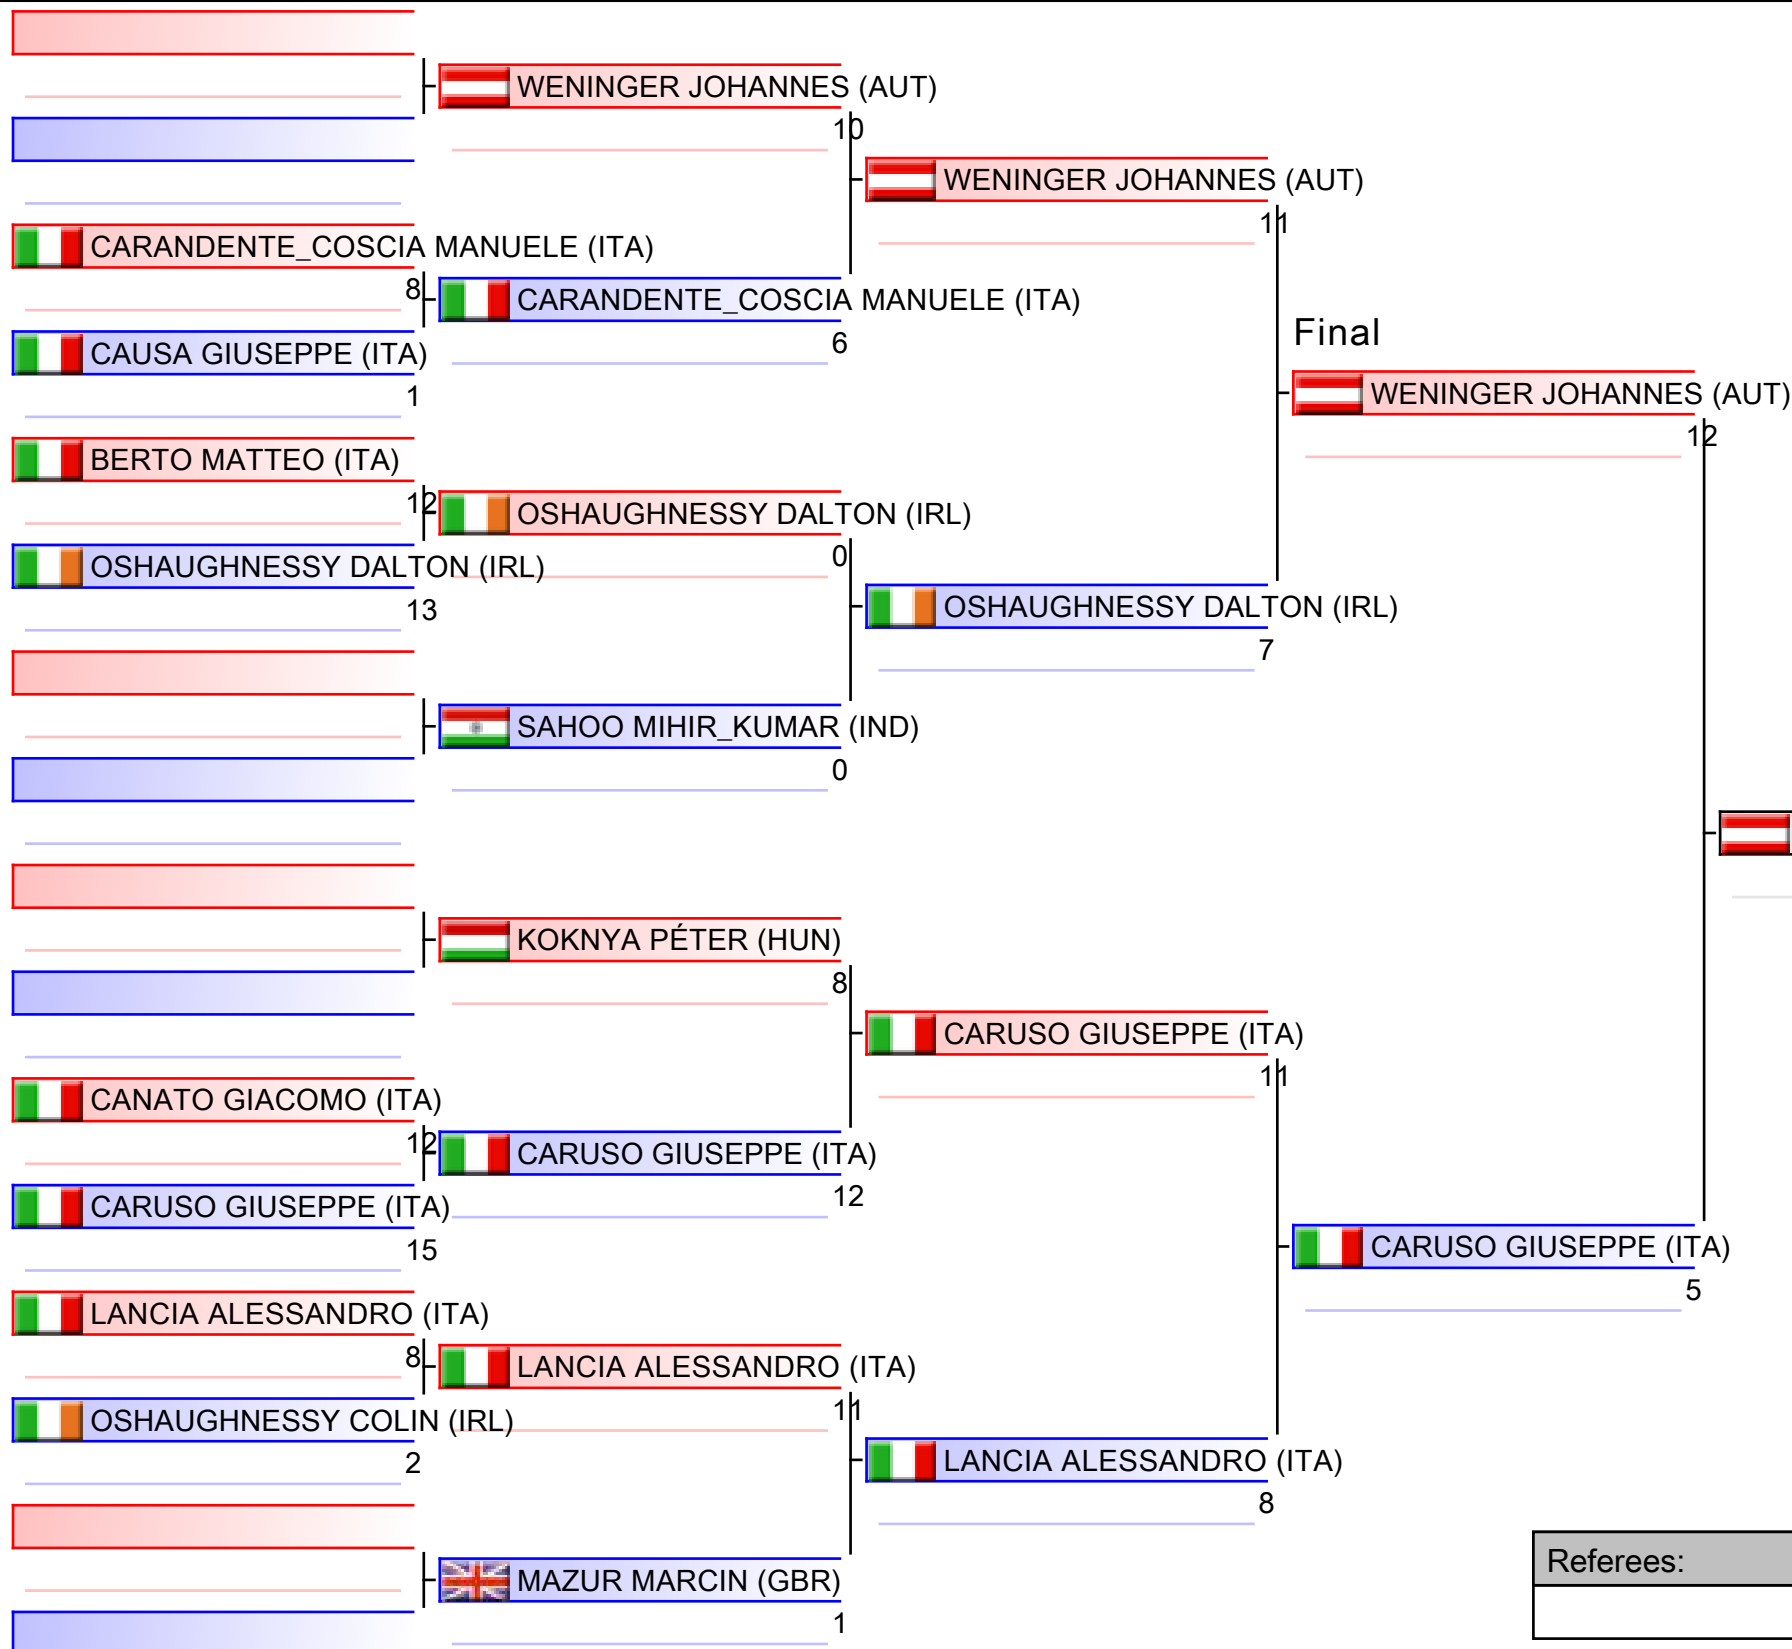 WENINGER JOHANNES (AUT)
10
WENINGER JOHANNES (AUT)
11
CARANDENTE_COSCIA MANUELE (ITA)
8
CARANDENTE_COSCIA MANUELE (ITA)
6
CAUSA GIUSEPPE (ITA)
1
Final
WENINGER JOHANNES (AUT)
12
BERTO MATTEO (ITA)
12
OSHAUGHNESSY DALTON (IRL)
0
OSHAUGHNESSY DALTON (IRL)
13
OSHAUGHNESSY DALTON (IRL)
7
SAHOO MIHIR_KUMAR (IND)
0
KOKNYA PÉTER (HUN)
8
CARUSO GIUSEPPE (ITA)
11
CANATO GIACOMO (ITA)
12
CARUSO GIUSEPPE (ITA)
12
CARUSO GIUSEPPE (ITA)
15
CARUSO GIUSEPPE (ITA)
5
LANCIA ALESSANDRO (ITA)
8
LANCIA ALESSANDRO (ITA)
11
OSHAUGHNESSY COLIN (IRL)
2
LANCIA ALESSANDRO (ITA)
8
MAZUR MARCIN (GBR)
1
Referees: